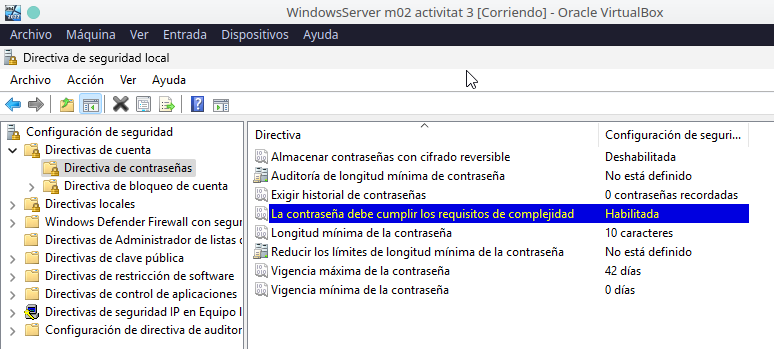 WindowsServer m02 activitat 3 [Corriendo] - Oracle VirtualBox
Archivo Máquina Ver Entrada Dispositivos Ayuda
Directiva de seguridad local
Archivo Acción Ver Ayuda
Configuración de seguridad
Directivas de cuenta
Directiva de contraseñas
Directiva de bloqueo de cuenta
Directivas locales
Windows Defender Firewall con segur
Directivas de Administrador de listas c
Directivas de clave pública
Directivas de restricción de software
Directivas de control de aplicaciones
Directivas de seguridad IP en Equipo l
Configuración de directiva de auditor
Directiva Configuración de seguri...
Almacenar contraseñas con cifrado reversible Deshabilitada
Auditoría de longitud mínima de contraseña No está definido
Exigir historial de contraseñas 0 contraseñas recordadas
La contraseña debe cumplir los requisitos de complejidad Habilitada
Longitud mínima de la contraseña 10 caracteres
Reducir los límites de longitud mínima de la contraseña No está definido
Vigencia máxima de la contraseña 42 días
Vigencia mínima de la contraseña 0 días